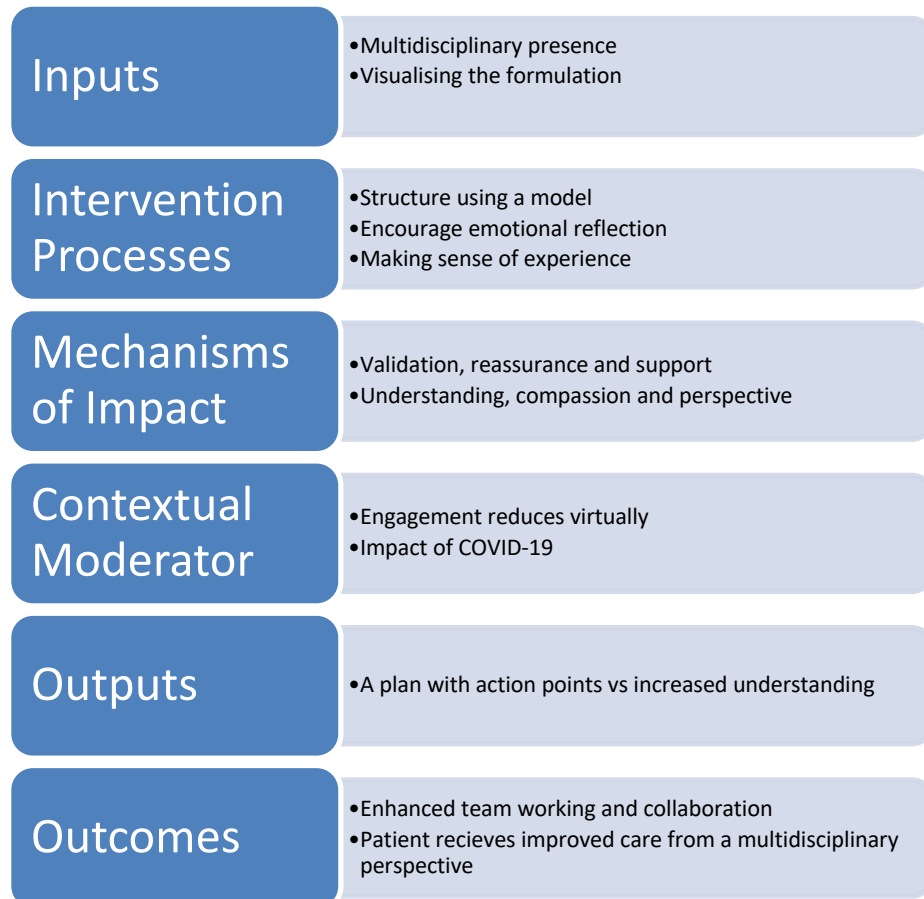 Inputs
•Multidisciplinary presence
•Visualising the formulation
Intervention
Processes
•Structure using a model
•Encourage emotional reflection
•Making sense of experience
Mechanisms
of Impact
•Validation, reassurance and support
•Understanding, compassion and perspective
Contextual
Moderator
•Engagement reduces virtually
•Impact of COVID-19
Outputs
•A plan with action points vs increased understanding
Outcomes
•Enhanced team working and collaboration
•Patient recieves improved care from a multidisciplinary
perspective